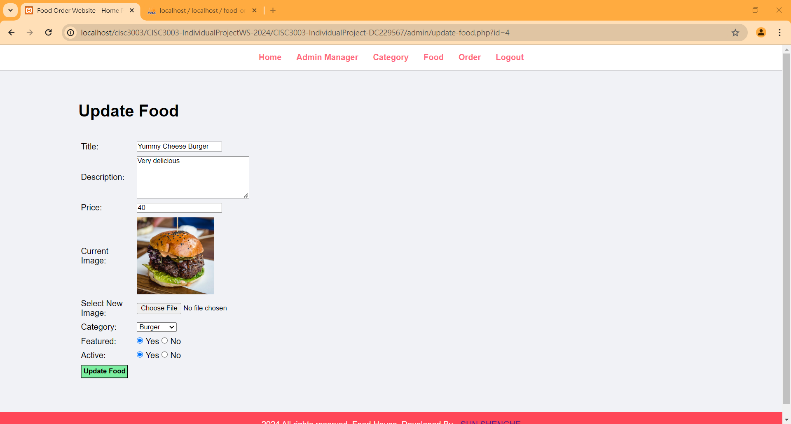 Food Order Website - Home
localhost / localhost / food-o
localhost/cisc3003/CISC3003-IndividualProjectWS-2024/CISC3003-IndividualProject-DC229567/admin/update-food.php?id=4
Home Admin Manager Category Food Order Logout
Update Food
Title: Yummy Cheese Burger
Very delicious
Description:
Price: 40
Current
Image:
Select New
Image: Choose File No file chosen
Category: Burger
Featured: Yes No
Active: Yes No
Update Food
2024 All rights reserved, Food House. Developed By - SUN SHENGHE